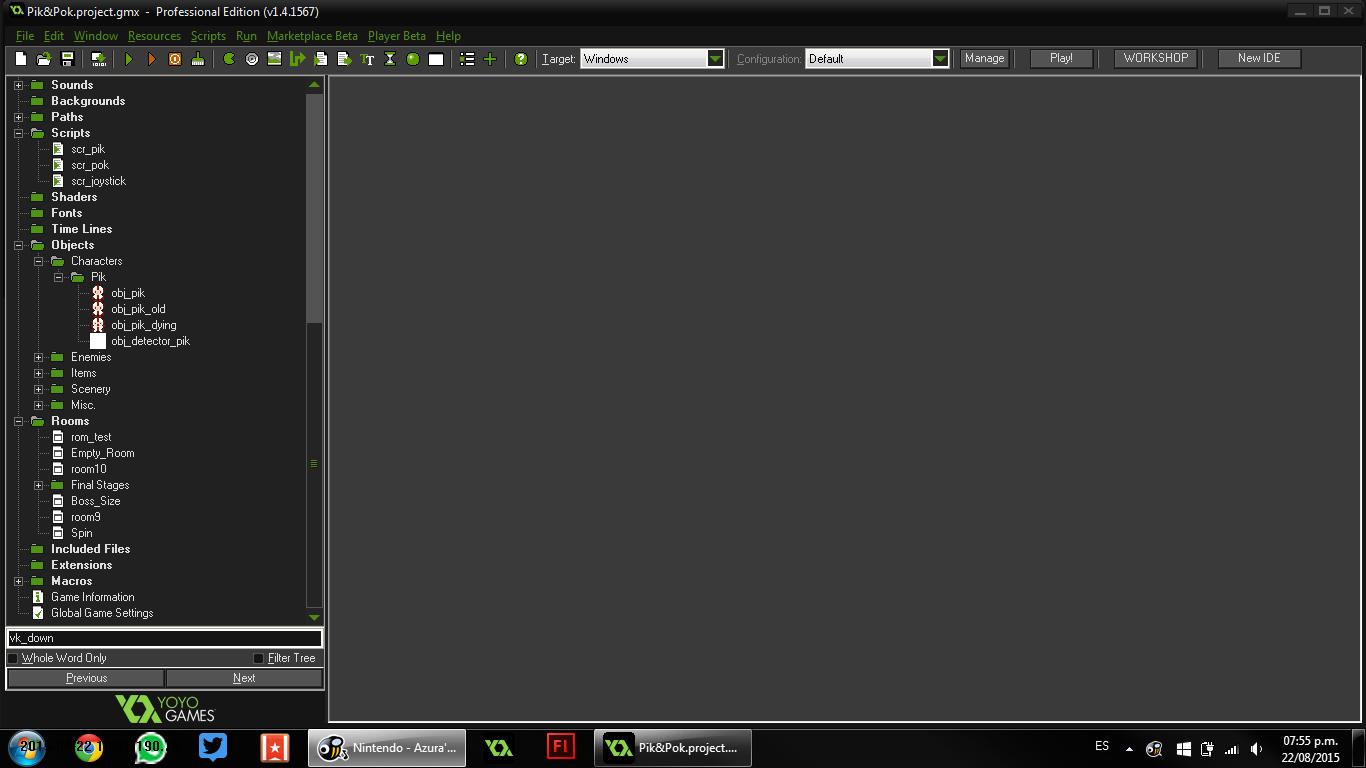 Pik&Pok.project.gmx - Professional Edition (v1.4.1567)
File Edit Window Resources Scripts Run Marketplace Beta Player Beta Help
Target: Windows Configuration: Default Manage Play! WORKSHOP New IDE
Sounds
Backgrounds
Paths
Scripts
scr_pik
scr_pok
scr_joystick
Shaders
Fonts
Time Lines
Objects
Characters
Pik
obj_pik
obj_pik_old
obj_pik_dying
obj_detector_pik
Enemies
Items
Scenery
Misc.
Rooms
rom_test
Empty_Room
room10
Final Stages
Boss_Size
room9
Spin
Included Files
Extensions
Macros
Game Information
Global Game Settings
vk_down
Whole Word Only Filter Tree
Previous Next
YOYO
GAMES
Nintendo - Azura'... Fl Pik&Pok.project.... ES 07:55 p.m.
22/08/2015